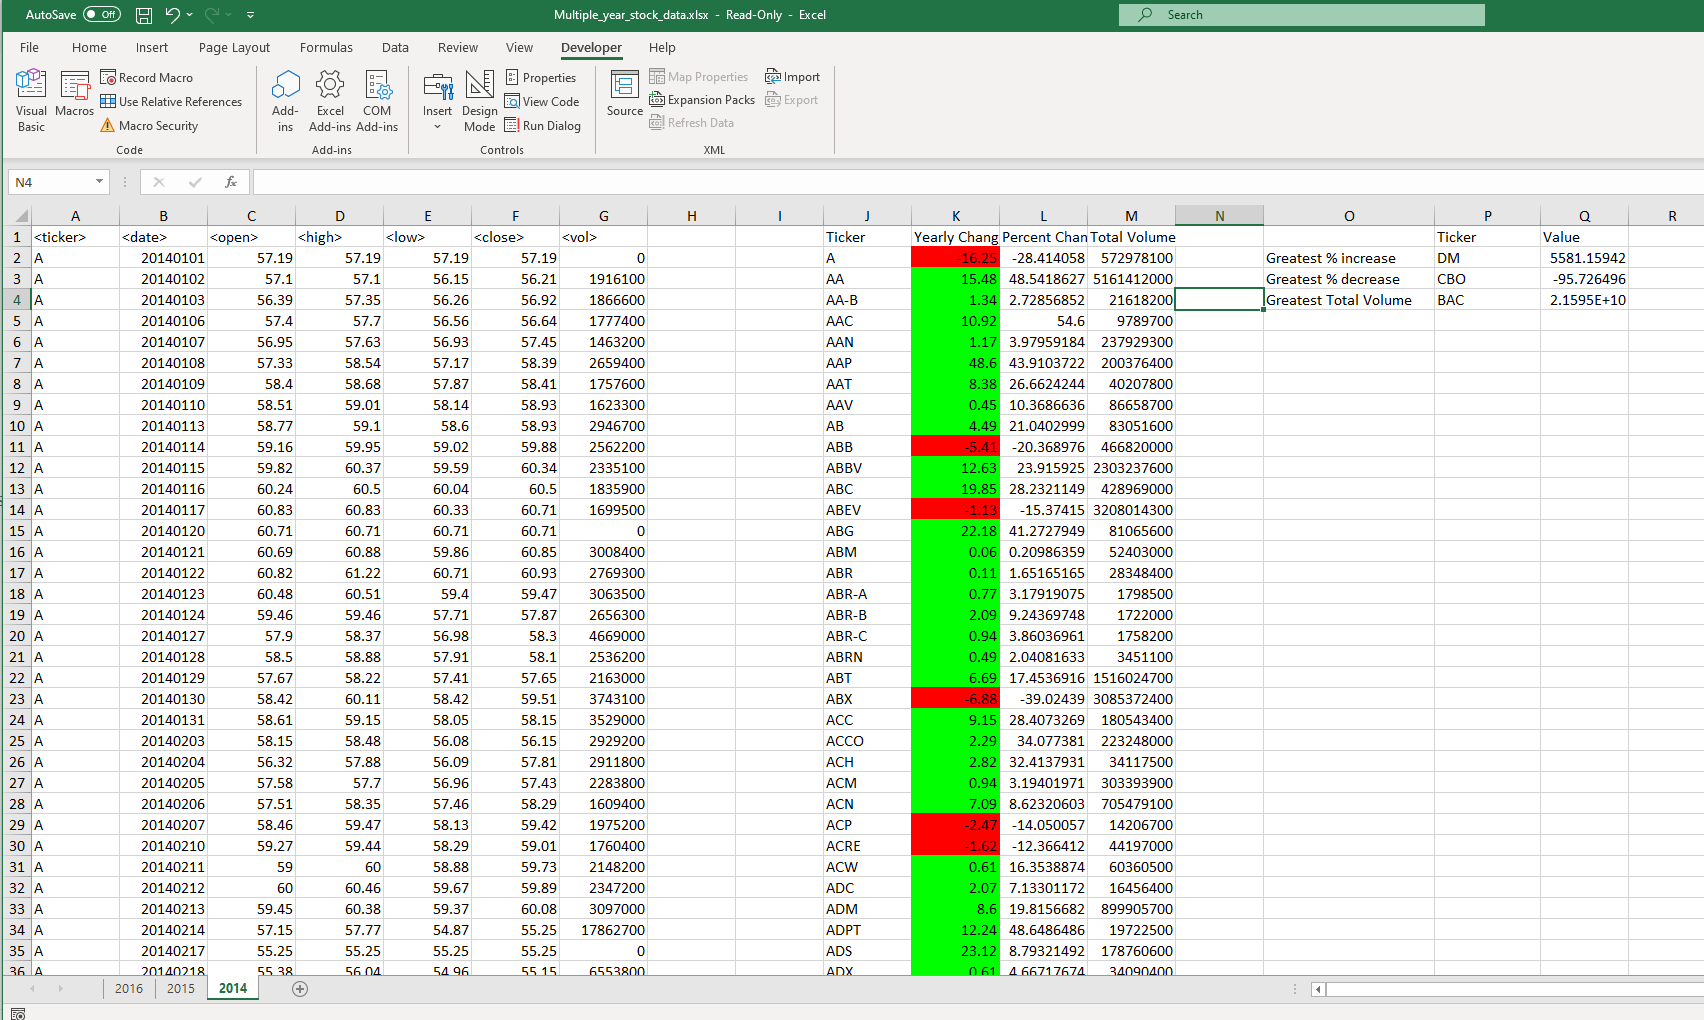 AutoSave Off Multiple_year_stock_data.xlsx - Read-Only - Excel Search
File Home Insert Page Layout Formulas Data Review View Developer Help
Visual Basic Macros Record Macro Use Relative References Macro Security Code
Add-ins Excel Add-ins COM Add-ins Add-ins
Insert Design Mode Properties View Code Run Dialog Controls
Source Map Properties Expansion Packs Refresh Data Import Export XML
N4 fx
A B C D E F G H I J K L M N O P Q R
1 <ticker> <date> <open> <high> <low> <close> <vol> Ticker Yearly Chang Percent Chan Total Volume Ticker Value
2 A 20140101 57.19 57.19 57.19 57.19 0 A -16.25 -28.414058 572978100 Greatest % increase DM 5581.15942
3 A 20140102 57.1 57.1 56.15 56.21 1916100 AA 15.48 48.5418627 5161412000 Greatest % decrease CBO -95.726496
4 A 20140103 56.39 57.35 56.26 56.92 1866600 AA-B 1.34 2.72856852 21618200 Greatest Total Volume BAC 2.1595E+10
5 A 20140106 57.4 57.7 56.56 56.64 1777400 AAC 10.92 54.6 9789700
6 A 20140107 56.95 57.63 56.93 57.45 1463200 AAN 1.17 3.97959184 237929300
7 A 20140108 57.33 58.54 57.17 58.39 2659400 AAP 48.6 43.9103722 200376400
8 A 20140109 58.4 58.68 57.87 58.41 1757600 AAT 8.38 26.6624244 40207800
9 A 20140110 58.51 59.01 58.14 58.93 1623300 AAV 0.45 10.3686636 86658700
10 A 20140113 58.77 59.1 58.6 58.93 2946700 AB 4.49 21.0402999 83051600
11 A 20140114 59.16 59.95 59.02 59.88 2562200 ABB -5.41 -20.368976 466820000
12 A 20140115 59.82 60.37 59.59 60.34 2335100 ABBV 12.63 23.915925 2303237600
13 A 20140116 60.24 60.5 60.04 60.5 1835900 ABC 19.85 28.2321149 428969000
14 A 20140117 60.83 60.83 60.33 60.71 1699500 ABEV -1.13 -15.37415 3208014300
15 A 20140120 60.71 60.71 60.71 60.71 0 ABG 22.18 41.2727949 81065600
16 A 20140121 60.69 60.88 59.86 60.85 3008400 ABM 0.06 0.20986359 52403000
17 A 20140122 60.82 61.22 60.71 60.93 2769300 ABR 0.11 1.65165165 28348400
18 A 20140123 60.48 60.51 59.4 59.47 3063500 ABR-A 0.77 3.17919075 1798500
19 A 20140124 59.46 59.46 57.71 57.87 2656300 ABR-B 2.09 9.24369748 1722000
20 A 20140127 57.9 58.37 56.98 58.3 4669000 ABR-C 0.94 3.86036961 1758200
21 A 20140128 58.5 58.88 57.91 58.1 2536200 ABRN 0.49 2.04081633 3451100
22 A 20140129 57.67 58.22 57.41 57.65 2163000 ABT 6.69 17.4536916 1516024700
23 A 20140130 58.42 60.11 58.42 59.51 3743100 ABX -6.88 -39.02439 3085372400
24 A 20140131 58.61 59.15 58.05 58.15 3529000 ACC 9.15 28.4073269 180543400
25 A 20140203 58.15 58.48 56.08 56.15 2929200 ACCO 2.29 34.077381 223248000
26 A 20140204 56.32 57.88 56.09 57.81 2911800 ACH 2.82 32.4137931 34117500
27 A 20140205 57.58 57.7 56.96 57.43 2283800 ACM 0.94 3.19401971 303393900
28 A 20140206 57.51 58.35 57.46 58.29 1609400 ACN 7.09 8.62320603 705479100
29 A 20140207 58.46 59.47 58.13 59.42 1975200 ACP -2.47 -14.050057 14206700
30 A 20140210 59.27 59.44 58.29 59.01 1760400 ACRE -1.62 -12.366412 44197000
31 A 20140211 59 60 58.88 59.73 2148200 ACW 0.61 16.3538874 60360500
32 A 20140212 60 60.46 59.67 59.89 2347200 ADC 2.07 7.13301172 16456400
33 A 20140213 59.45 60.38 59.37 60.08 3097000 ADM 8.6 19.8156682 899905700
34 A 20140214 57.15 57.77 54.87 55.25 17862700 ADPT 12.24 48.6486486 19722500
35 A 20140217 55.25 55.25 55.25 55.25 0 ADS 23.12 8.79321492 178760600
36 A 20140218 55.38 56.04 54.96 55.15 6553800 ADX 0.61 4.66717674 34090400
2016 2015 2014